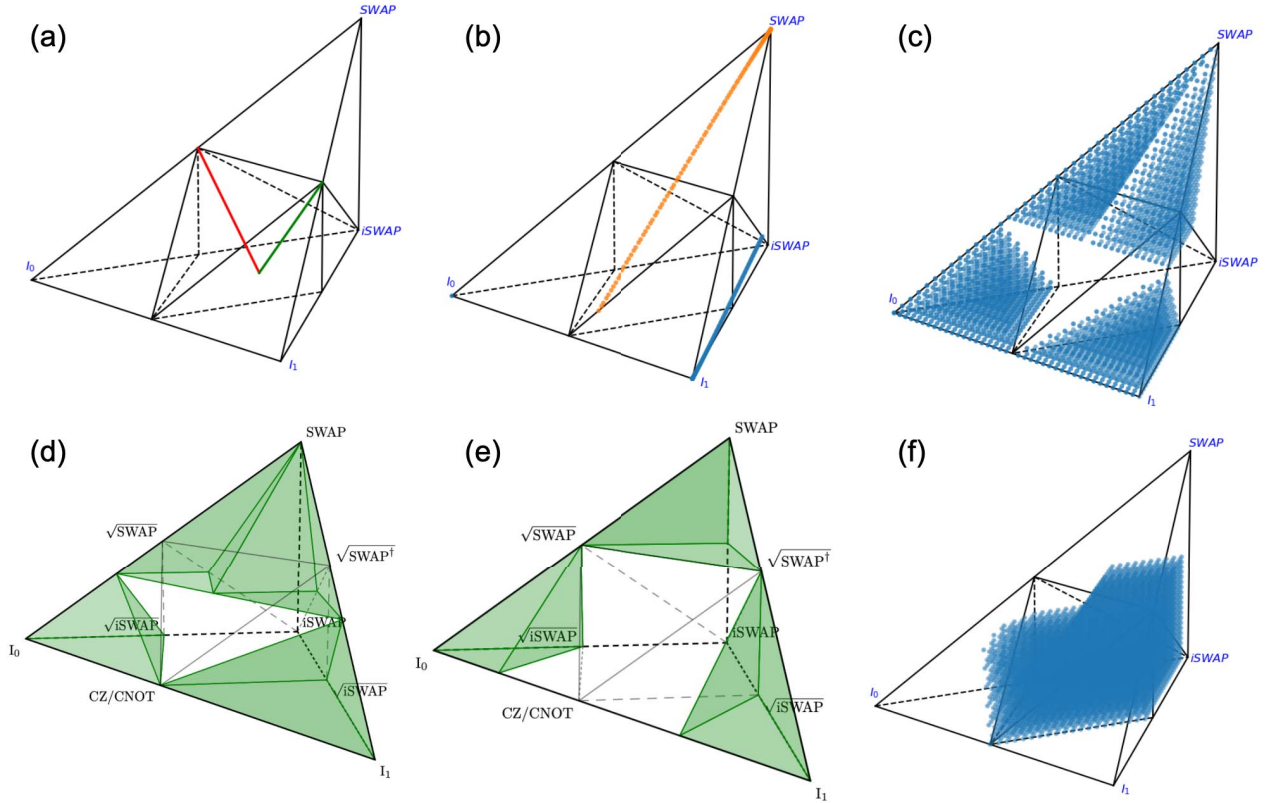 (a)
SWAP
I₀
iSWAP
I₁
(b)
SWAP
I₀
iSWAP
I₁
(c)
SWAP
I₀
iSWAP
I₁
(d)
SWAP
√SWAP
√SWAP†
√iSWAP
iSWAP
I₀
√iSWAP
CZ/CNOT
I₁
(e)
SWAP
√SWAP
√SWAP†
√iSWAP
iSWAP
I₀
√iSWAP
CZ/CNOT
I₁
(f)
SWAP
I₀
iSWAP
I₁